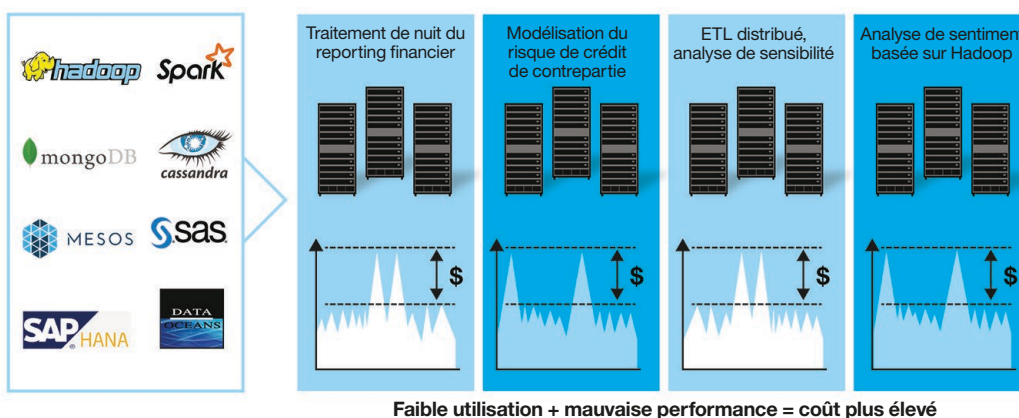 hadoop
Spark
mongoDB
cassandra
MESOS
sas
SAP HANA
DATA
OCEANS
Traitement de nuit du
reporting financier
Modélisation du
risque de crédit
de contrepartie
ETL distribué,
analyse de sensibilité
Analyse de sentiment
basée sur Hadoop
$
$
$
$
Faible utilisation + mauvaise performance = coût plus élevé